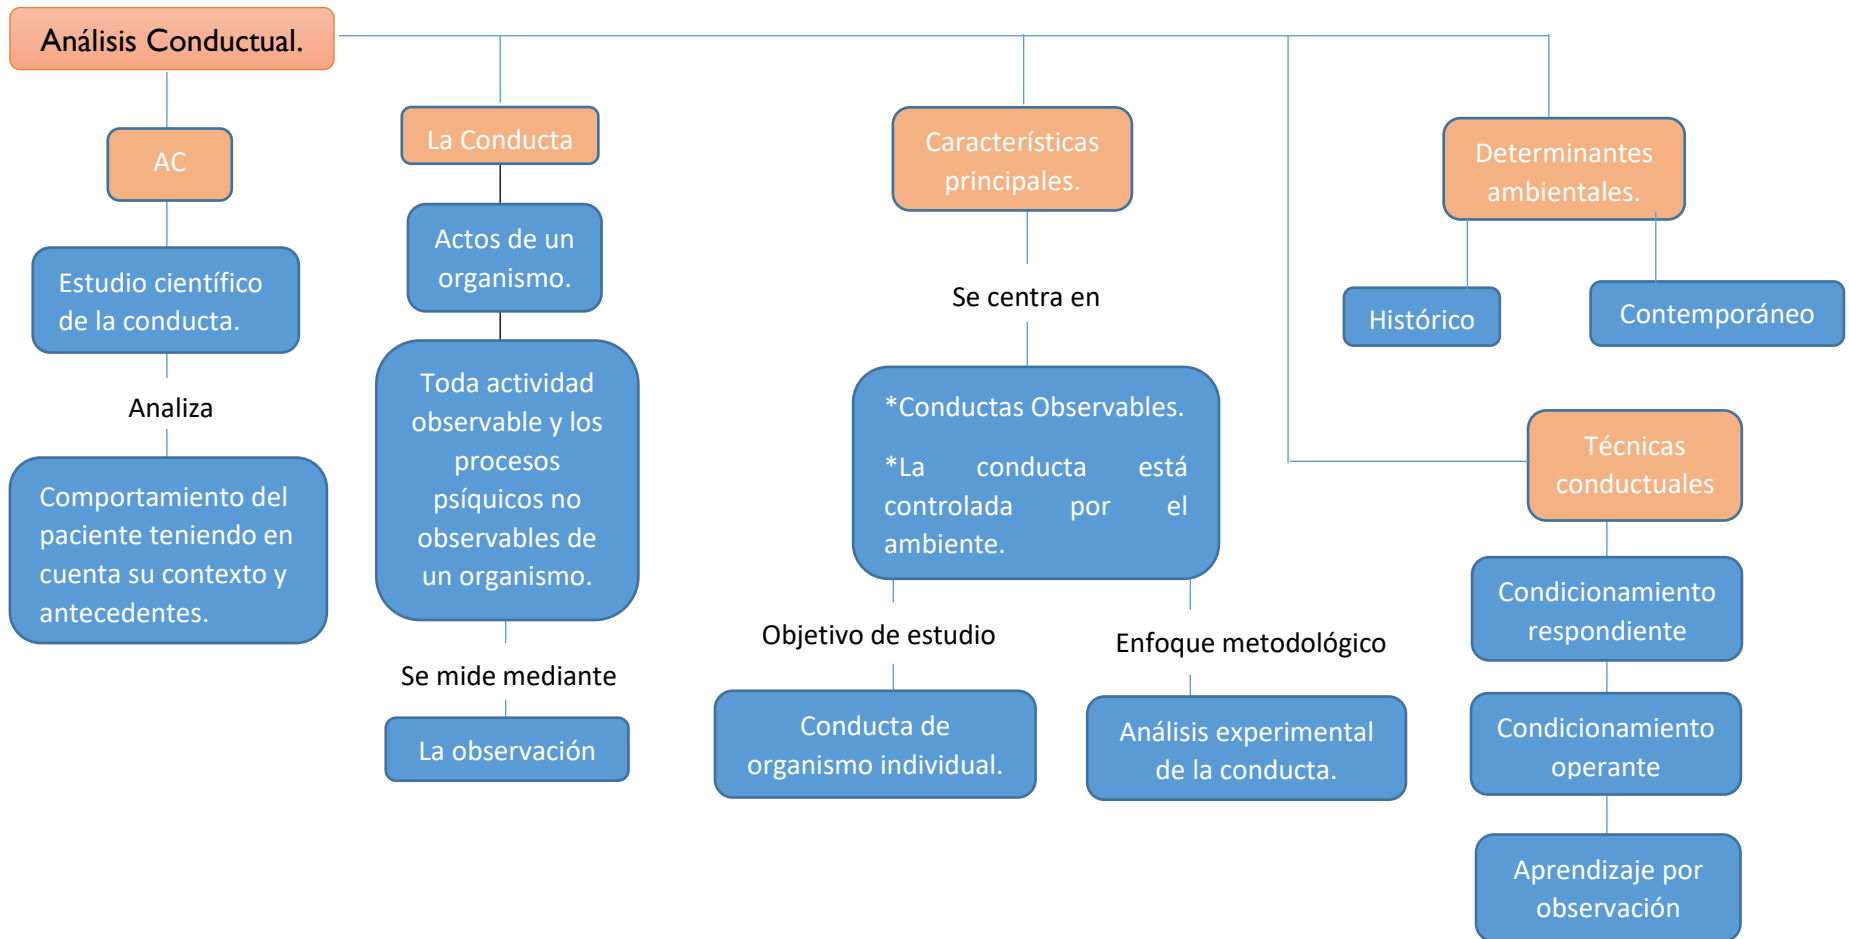 Análisis Conductual.
AC
Estudio científico
de la conducta.
Analiza
Comportamiento del
paciente teniendo en
cuenta su contexto y
antecedentes.
La Conducta
Actos de un
organismo.
Toda actividad
observable y los
procesos
psíquicos no
observables de
un organismo.
Se mide mediante
La observación
Características
principales.
Se centra en
*Conductas Observables.
*La conducta está
controlada por el
ambiente.
Objetivo de estudio
Conducta de
organismo individual.
Enfoque metodológico
Análisis experimental
de la conducta.
Determinantes
ambientales.
Histórico
Contemporáneo
Técnicas
conductuales
Condicionamiento
respondiente
Condicionamiento
operante
Aprendizaje por
observación